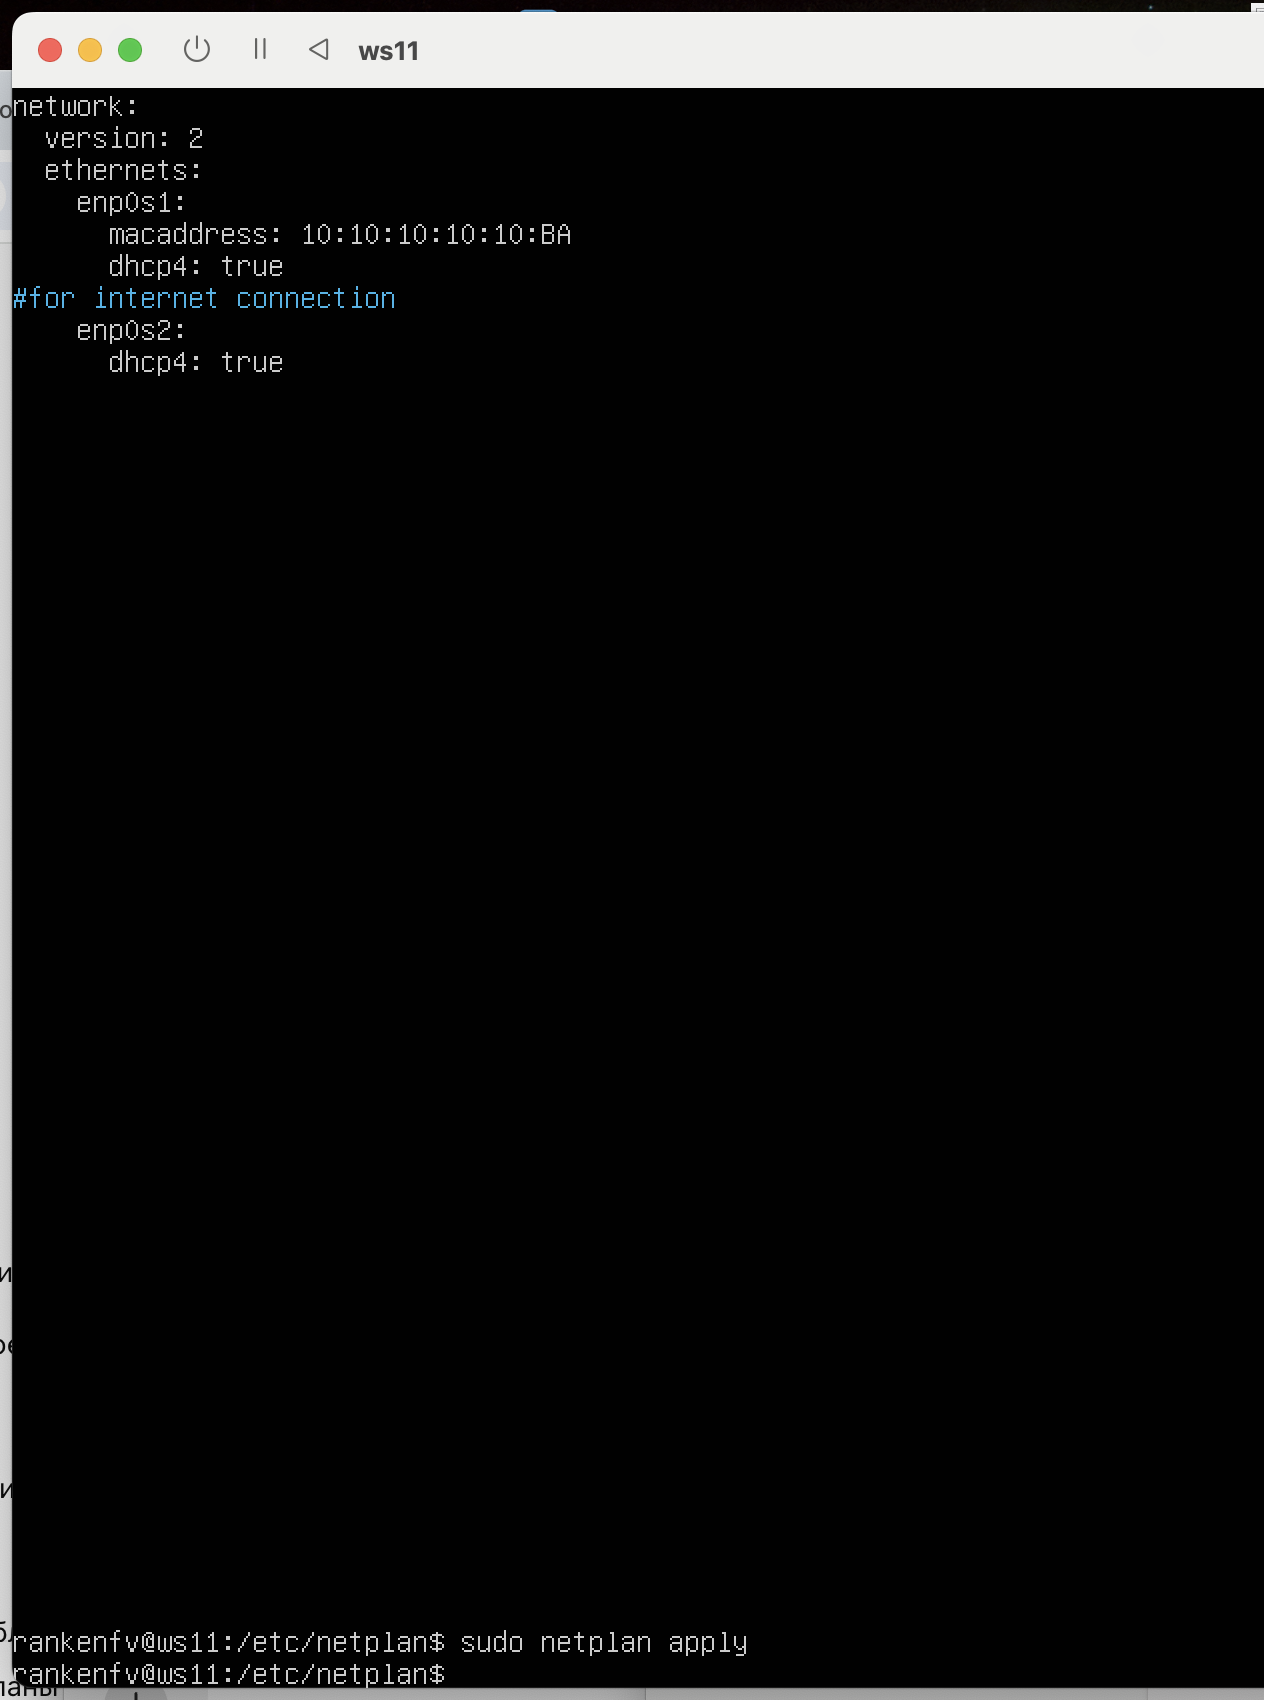 ws11
network:
  version: 2
  ethernets:
    enp0s1:
      macaddress: 10:10:10:10:10:BA
      dhcp4: true
#for internet connection
    enp0s2:
      dhcp4: true
rankenfv@ws11:/etc/netplan$ sudo netplan apply
rankenfv@ws11:/etc/netplan$